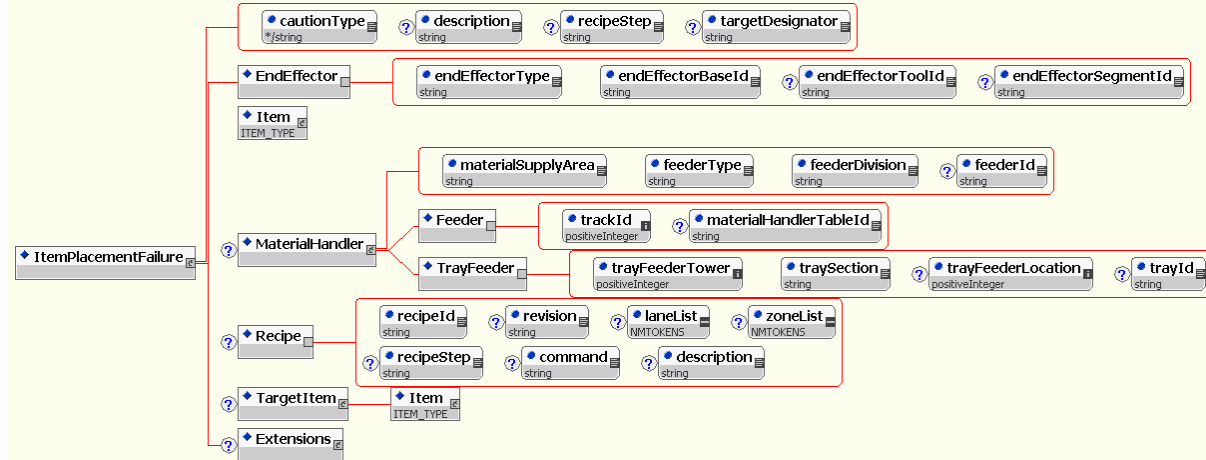 cautionType ? description ? recipeStep ? targetDesignator
*/string string string string
EndEffector endEffectorType endEffectorBaseId ? endEffectorToolId ? endEffectorSegmentId
string string string string
Item
ITEM_TYPE
materialSupplyArea feederType feederDivision ? feederId
string string string string
Feeder trackId ? materialHandlerTableId
positiveInteger string
? MaterialHandler
ItemPlacementFailure
TrayFeeder trayFeederTower traySection ? trayFeederLocation ? trayId
positiveInteger string positiveInteger string
recipeId ? revision ? laneList ? zoneList
string string NMTOKENS NMTOKENS
? Recipe
? recipeStep ? command ? description
string string string
? TargetItem Item
ITEM_TYPE
? Extensions